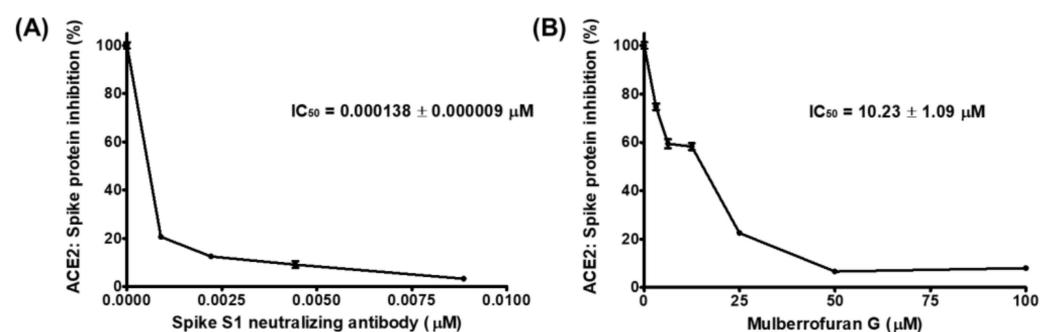 (A)
ACE2: Spike protein inhibition (%)
100
80
60
40
20
0
IC₅₀ = 0.000138 ± 0.000009 μM
0.0000 0.0025 0.0050 0.0075 0.0100
Spike S1 neutralizing antibody ( μM)
(B)
ACE2: Spike protein inhibition (%)
100
80
60
40
20
0
IC₅₀ = 10.23 ± 1.09 μM
0 25 50 75 100
Mulberrofuran G (μM)